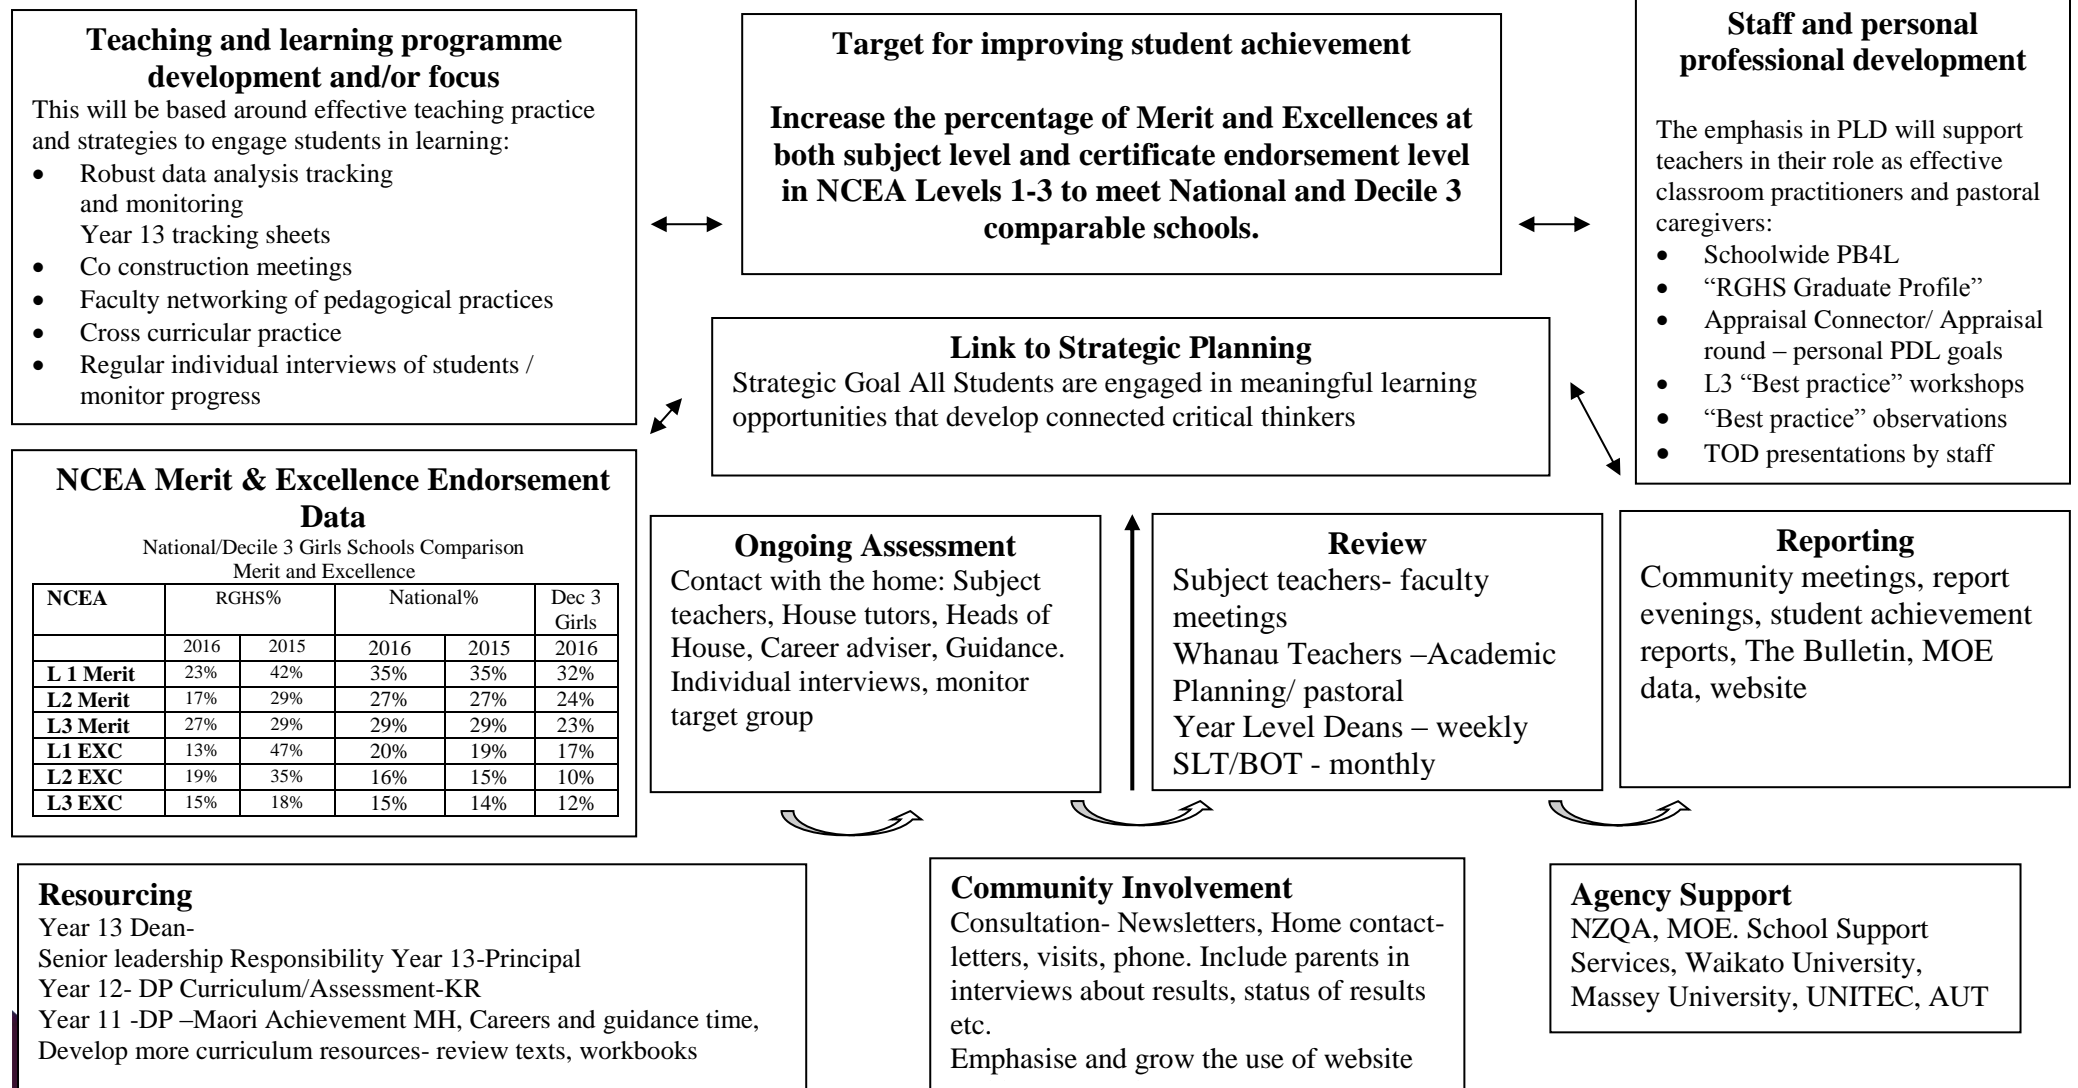 Teaching and learning programme
development and/or focus
This will be based around effective teaching practice
and strategies to engage students in learning:
• Robust data analysis tracking
and monitoring
Year 13 tracking sheets
• Co construction meetings
• Faculty networking of pedagogical practices
• Cross curricular practice
• Regular individual interviews of students /
monitor progress
Target for improving student achievement
Increase the percentage of Merit and Excellences at
both subject level and certificate endorsement level
in NCEA Levels 1-3 to meet National and Decile 3
comparable schools.
Staff and personal
professional development
The emphasis in PLD will support
teachers in their role as effective
classroom practitioners and pastoral
caregivers:
• Schoolwide PB4L
• “RGHS Graduate Profile”
• Appraisal Connector/ Appraisal
round – personal PDL goals
• L3 “Best practice” workshops
• “Best practice” observations
• TOD presentations by staff
Link to Strategic Planning
Strategic Goal All Students are engaged in meaningful learning
opportunities that develop connected critical thinkers
NCEA Merit & Excellence Endorsement
Data
National/Decile 3 Girls Schools Comparison
Merit and Excellence
NCEA RGHS% National% Dec 3
Girls
2016 2015 2016 2015 2016
L 1 Merit 23% 42% 35% 35% 32%
L2 Merit 17% 29% 27% 27% 24%
L3 Merit 27% 29% 29% 29% 23%
L1 EXC 13% 47% 20% 19% 17%
L2 EXC 19% 35% 16% 15% 10%
L3 EXC 15% 18% 15% 14% 12%
Ongoing Assessment
Contact with the home: Subject
teachers, House tutors, Heads of
House, Career adviser, Guidance.
Individual interviews, monitor
target group
Review
Subject teachers- faculty
meetings
Whanau Teachers –Academic
Planning/ pastoral
Year Level Deans – weekly
SLT/BOT - monthly
Reporting
Community meetings, report
evenings, student achievement
reports, The Bulletin, MOE
data, website
Resourcing
Year 13 Dean-
Senior leadership Responsibility Year 13-Principal
Year 12- DP Curriculum/Assessment-KR
Year 11 -DP –Maori Achievement MH, Careers and guidance time,
Develop more curriculum resources- review texts, workbooks
Community Involvement
Consultation- Newsletters, Home contact-
letters, visits, phone. Include parents in
interviews about results, status of results
etc.
Emphasise and grow the use of website
Agency Support
NZQA, MOE. School Support
Services, Waikato University,
Massey University, UNITEC, AUT